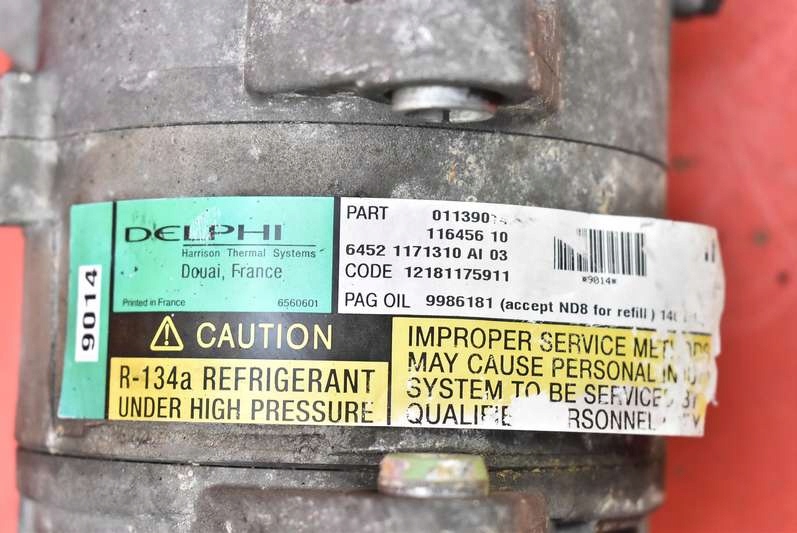 9014
DELPHI
Harrison Thermal Systems
Douai, France
Printed in France 6560601
PART 0113901
116456 10
6452 1171310 AI 03
CODE 12181175911
*9014*
PAG OIL 9986181 (accept ND8 for refill )
CAUTION
R-134a REFRIGERANT
UNDER HIGH PRESSURE
IMPROPER SERVICE
MAY CAUSE PERSONAL
SYSTEM TO BE SERVICED BY